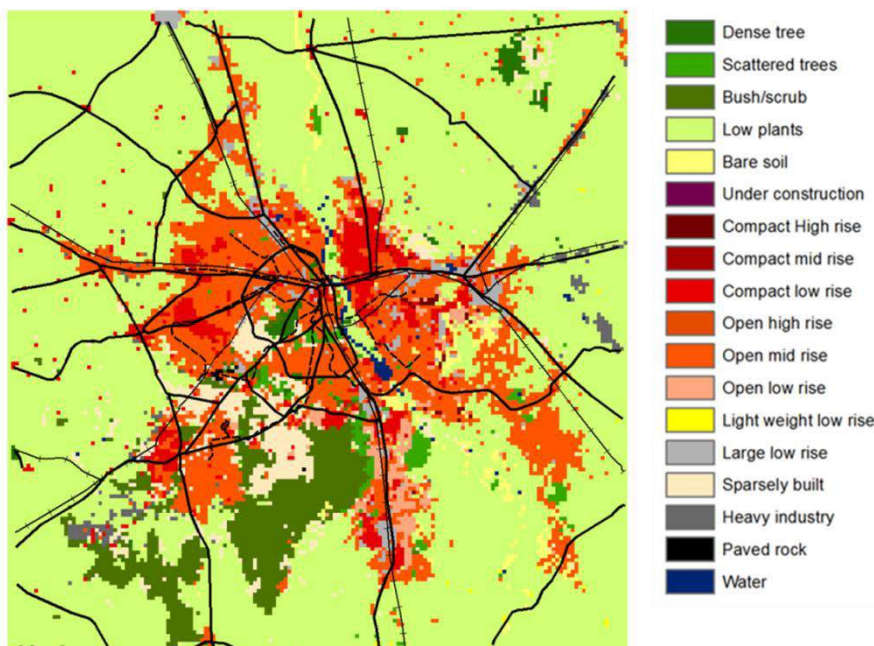 Dense tree
Scattered trees
Bush/scrub
Low plants
Bare soil
Under construction
Compact High rise
Compact mid rise
Compact low rise
Open high rise
Open mid rise
Open low rise
Light weight low rise
Large low rise
Sparsely built
Heavy industry
Paved rock
Water